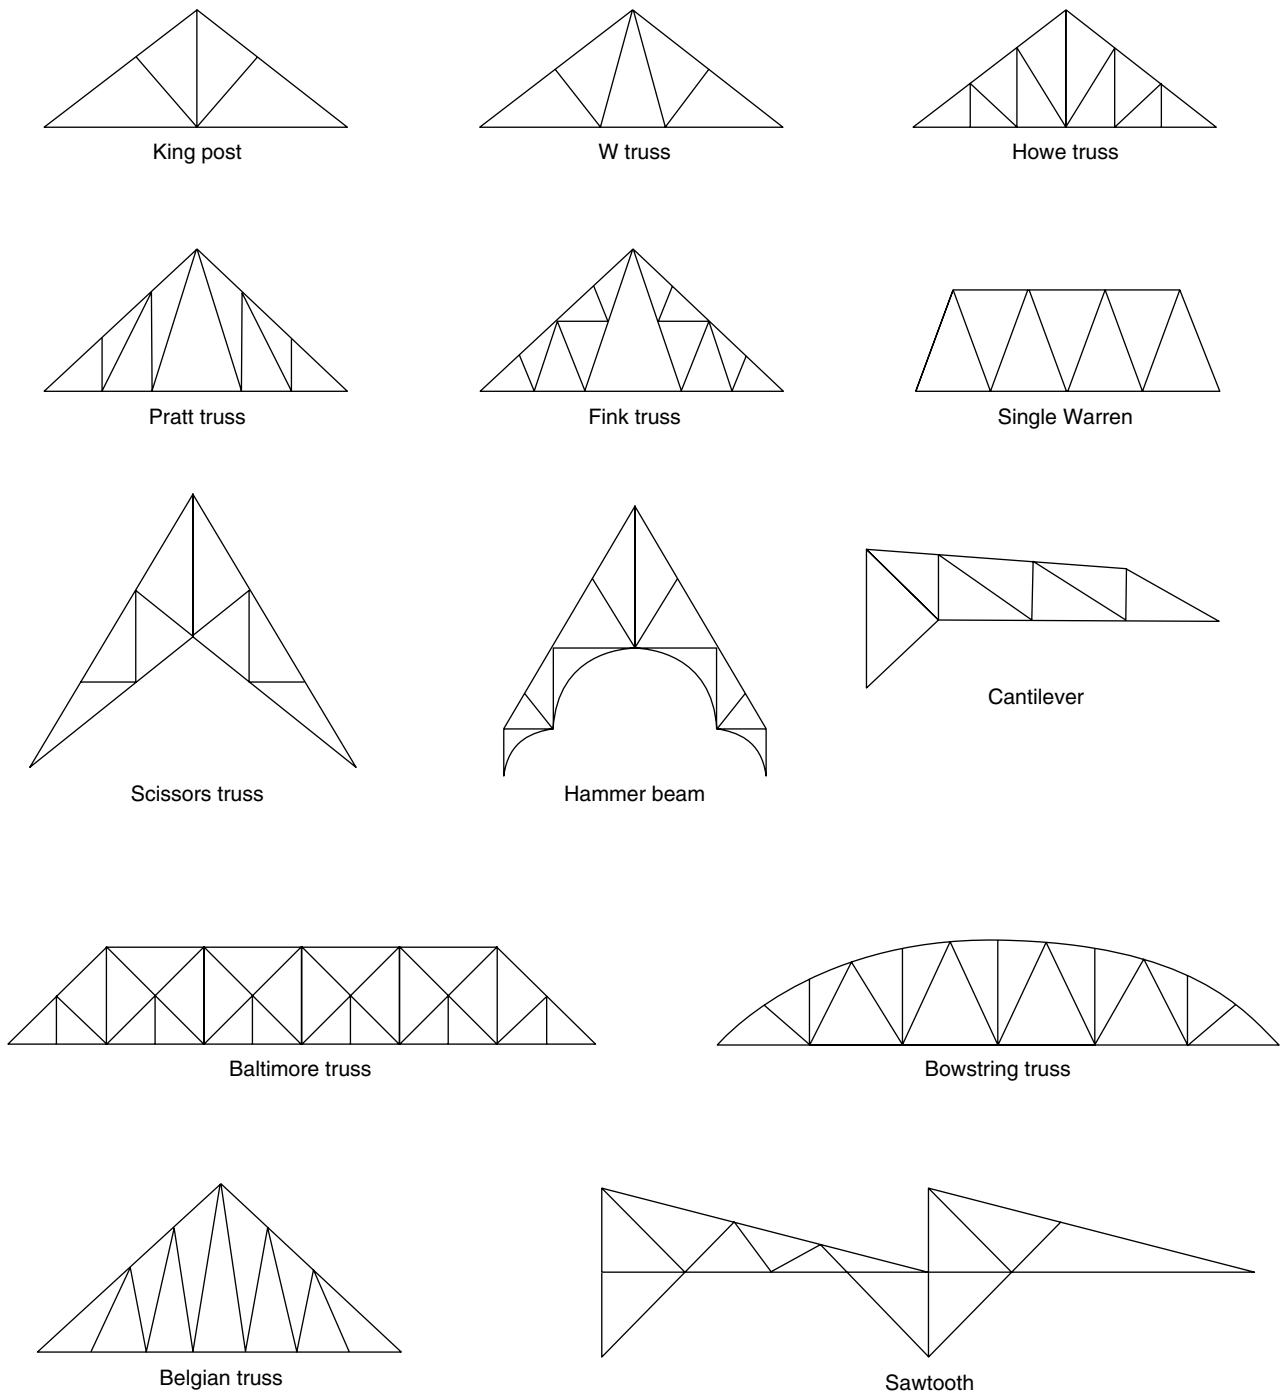 King post
W truss
Howe truss
Pratt truss
Fink truss
Single Warren
Scissors truss
Hammer beam
Cantilever
Baltimore truss
Bowstring truss
Belgian truss
Sawtooth